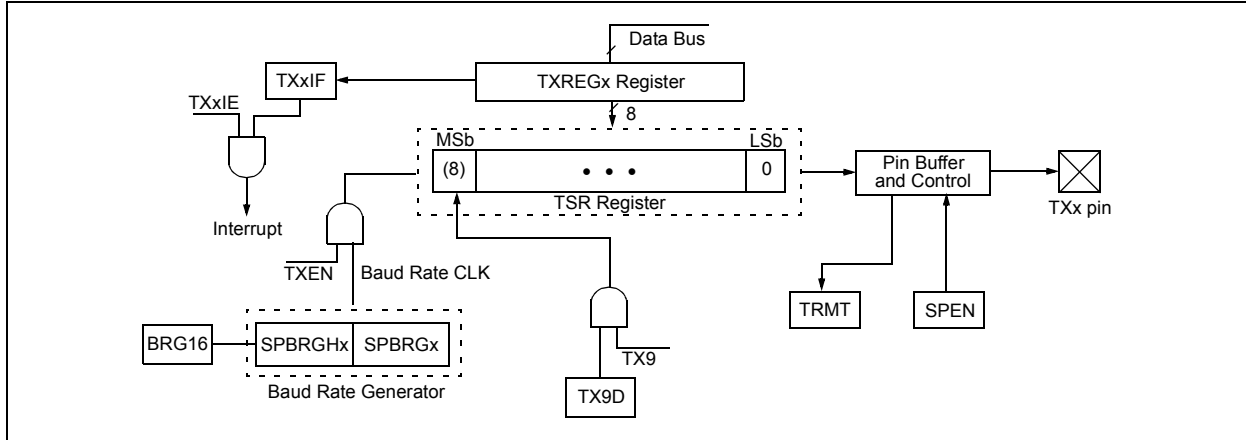 Data Bus
TXxIF
TXREGx Register
TXxIE
8
MSb
LSb
(8)
• • •
0
Pin Buffer
and Control
TSR Register
TXx pin
Interrupt
TXEN
Baud Rate CLK
TRMT
SPEN
BRG16
SPBRGHx
SPBRGx
TX9
Baud Rate Generator
TX9D